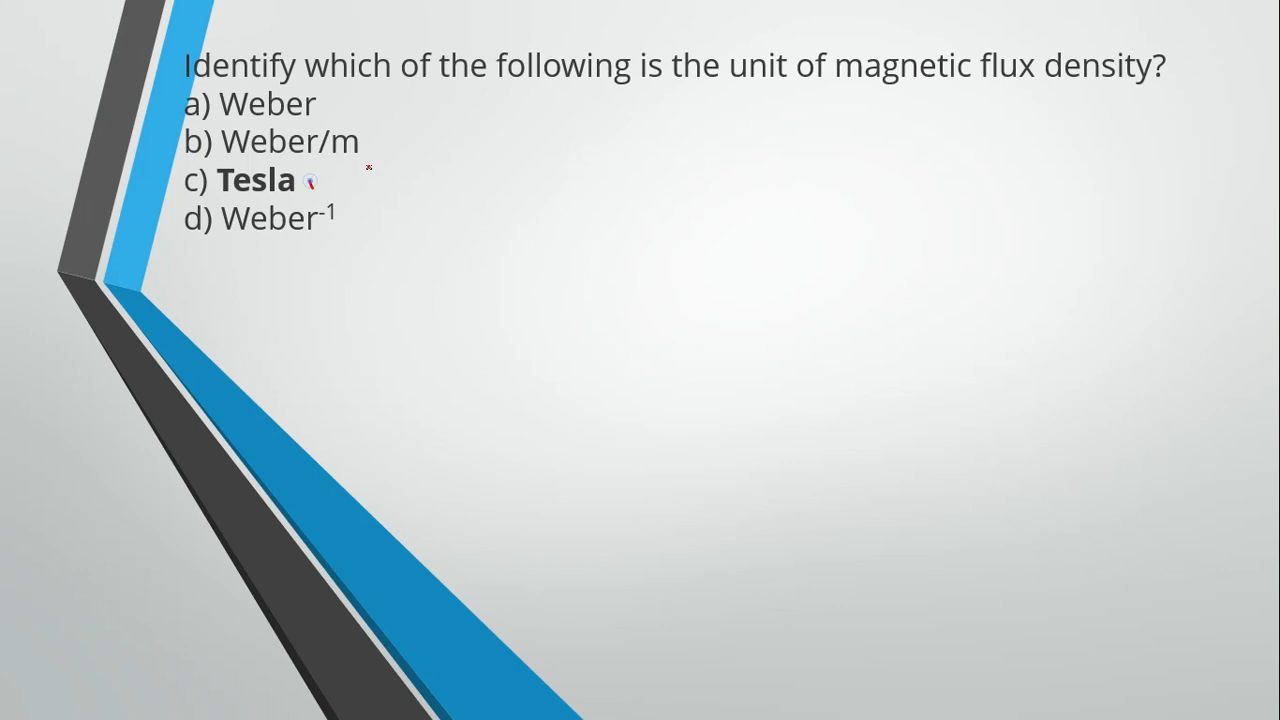 Identify which of the following is the unit of magnetic flux density?
a) Weber
b) Weber/m
c) Tesla
d) Weber⁻¹